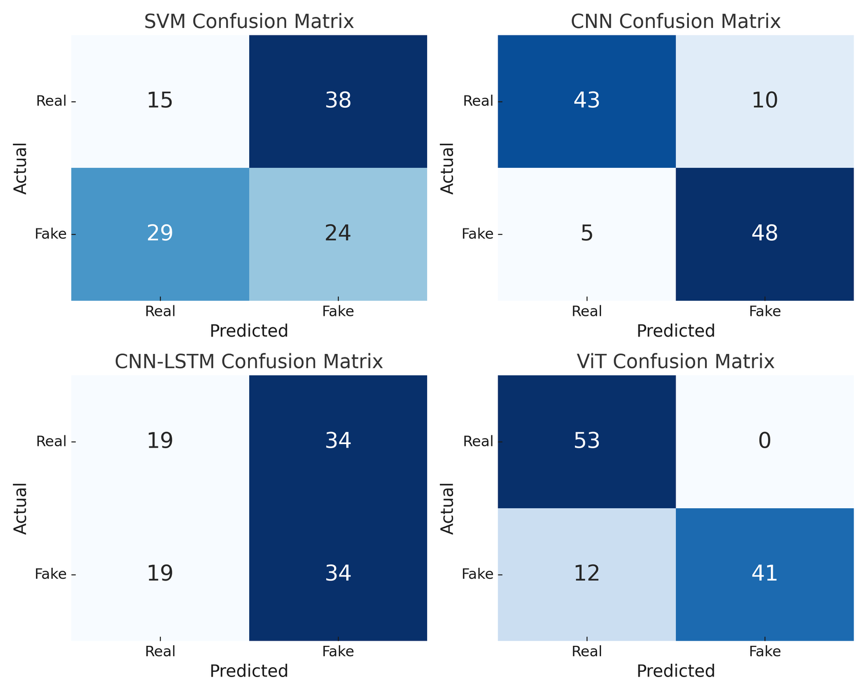 SVM Confusion Matrix
Actual
Real
15
38
Fake
29
24
Real
Fake
Predicted
CNN Confusion Matrix
Actual
Real
43
10
Fake
5
48
Real
Fake
Predicted
CNN-LSTM Confusion Matrix
Actual
Real
19
34
Fake
19
34
Real
Fake
Predicted
ViT Confusion Matrix
Actual
Real
53
0
Fake
12
41
Real
Fake
Predicted